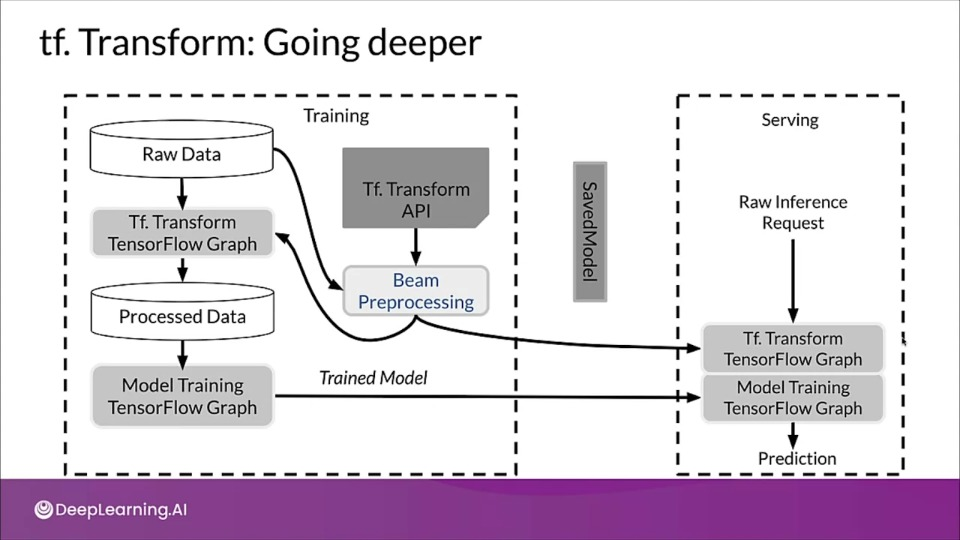 tf. Transform: Going deeper
Training
Raw Data
Tf. Transform
TensorFlow Graph
Processed Data
Model Training
TensorFlow Graph
Tf. Transform
API
Beam
Preprocessing
Trained Model
SavedModel
Serving
Raw Inference
Request
Tf. Transform
TensorFlow Graph
Model Training
TensorFlow Graph
Prediction
DeepLearning.AI